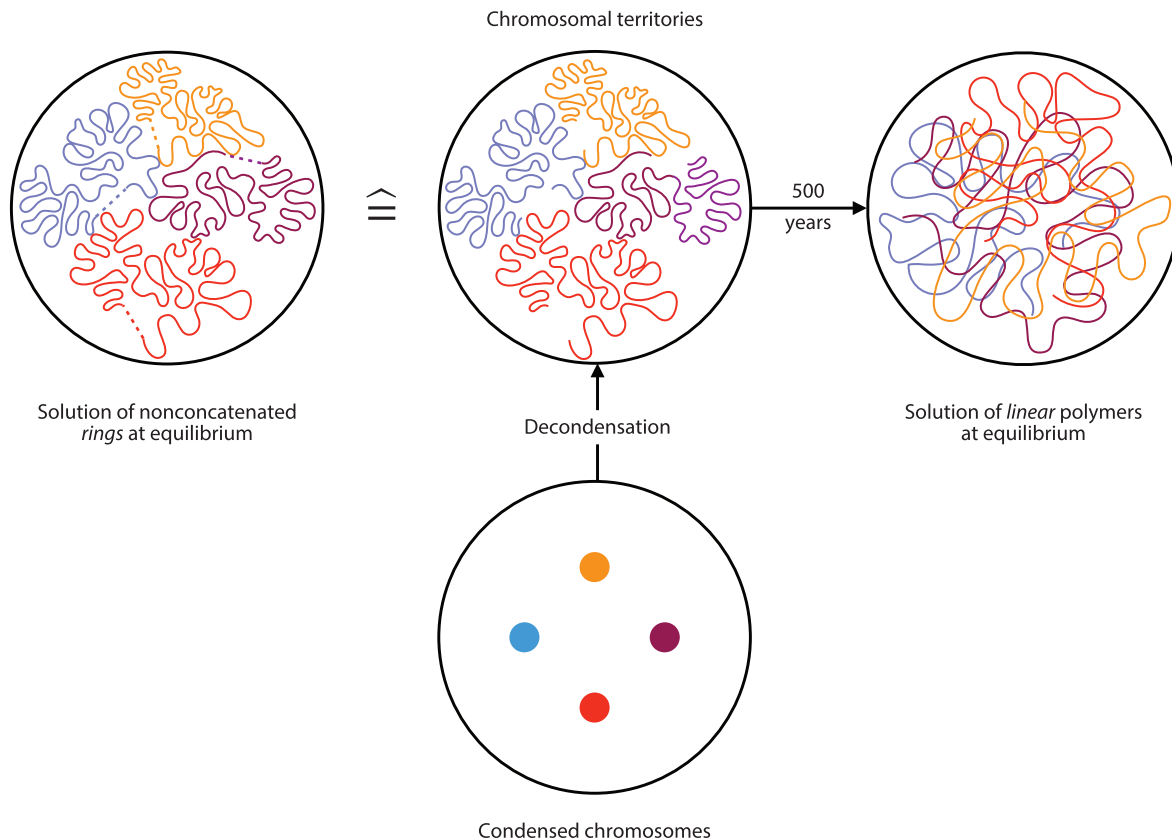 Chromosomal territories
≙
500
years
Solution of nonconcatenated
rings at equilibrium
Decondensation
Solution of linear polymers
at equilibrium
Condensed chromosomes